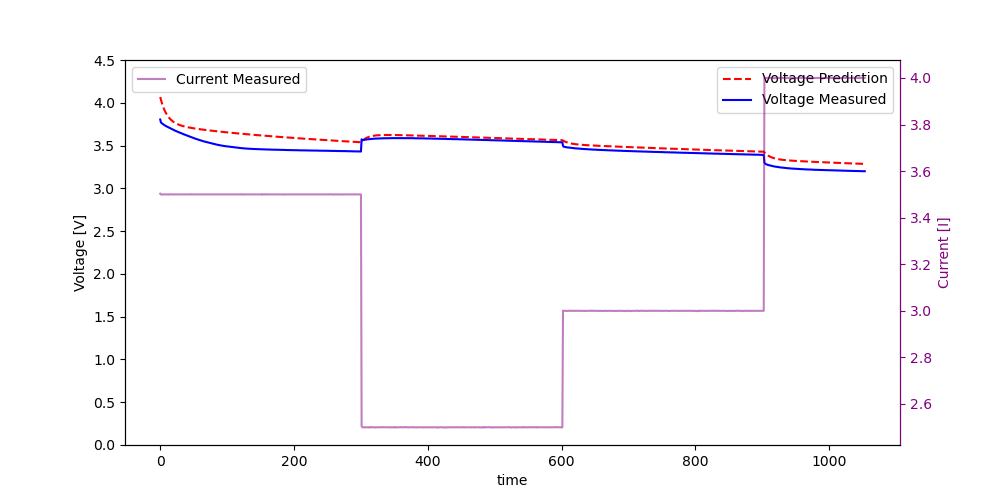 Current Measured
Voltage Prediction
Voltage Measured
4.5
4.0
3.5
3.0
2.5
2.0
1.5
1.0
0.5
0.0
Voltage [V]
4.0
3.8
3.6
3.4
3.2
3.0
2.8
2.6
Current [I]
0 200 400 600 800 1000
time